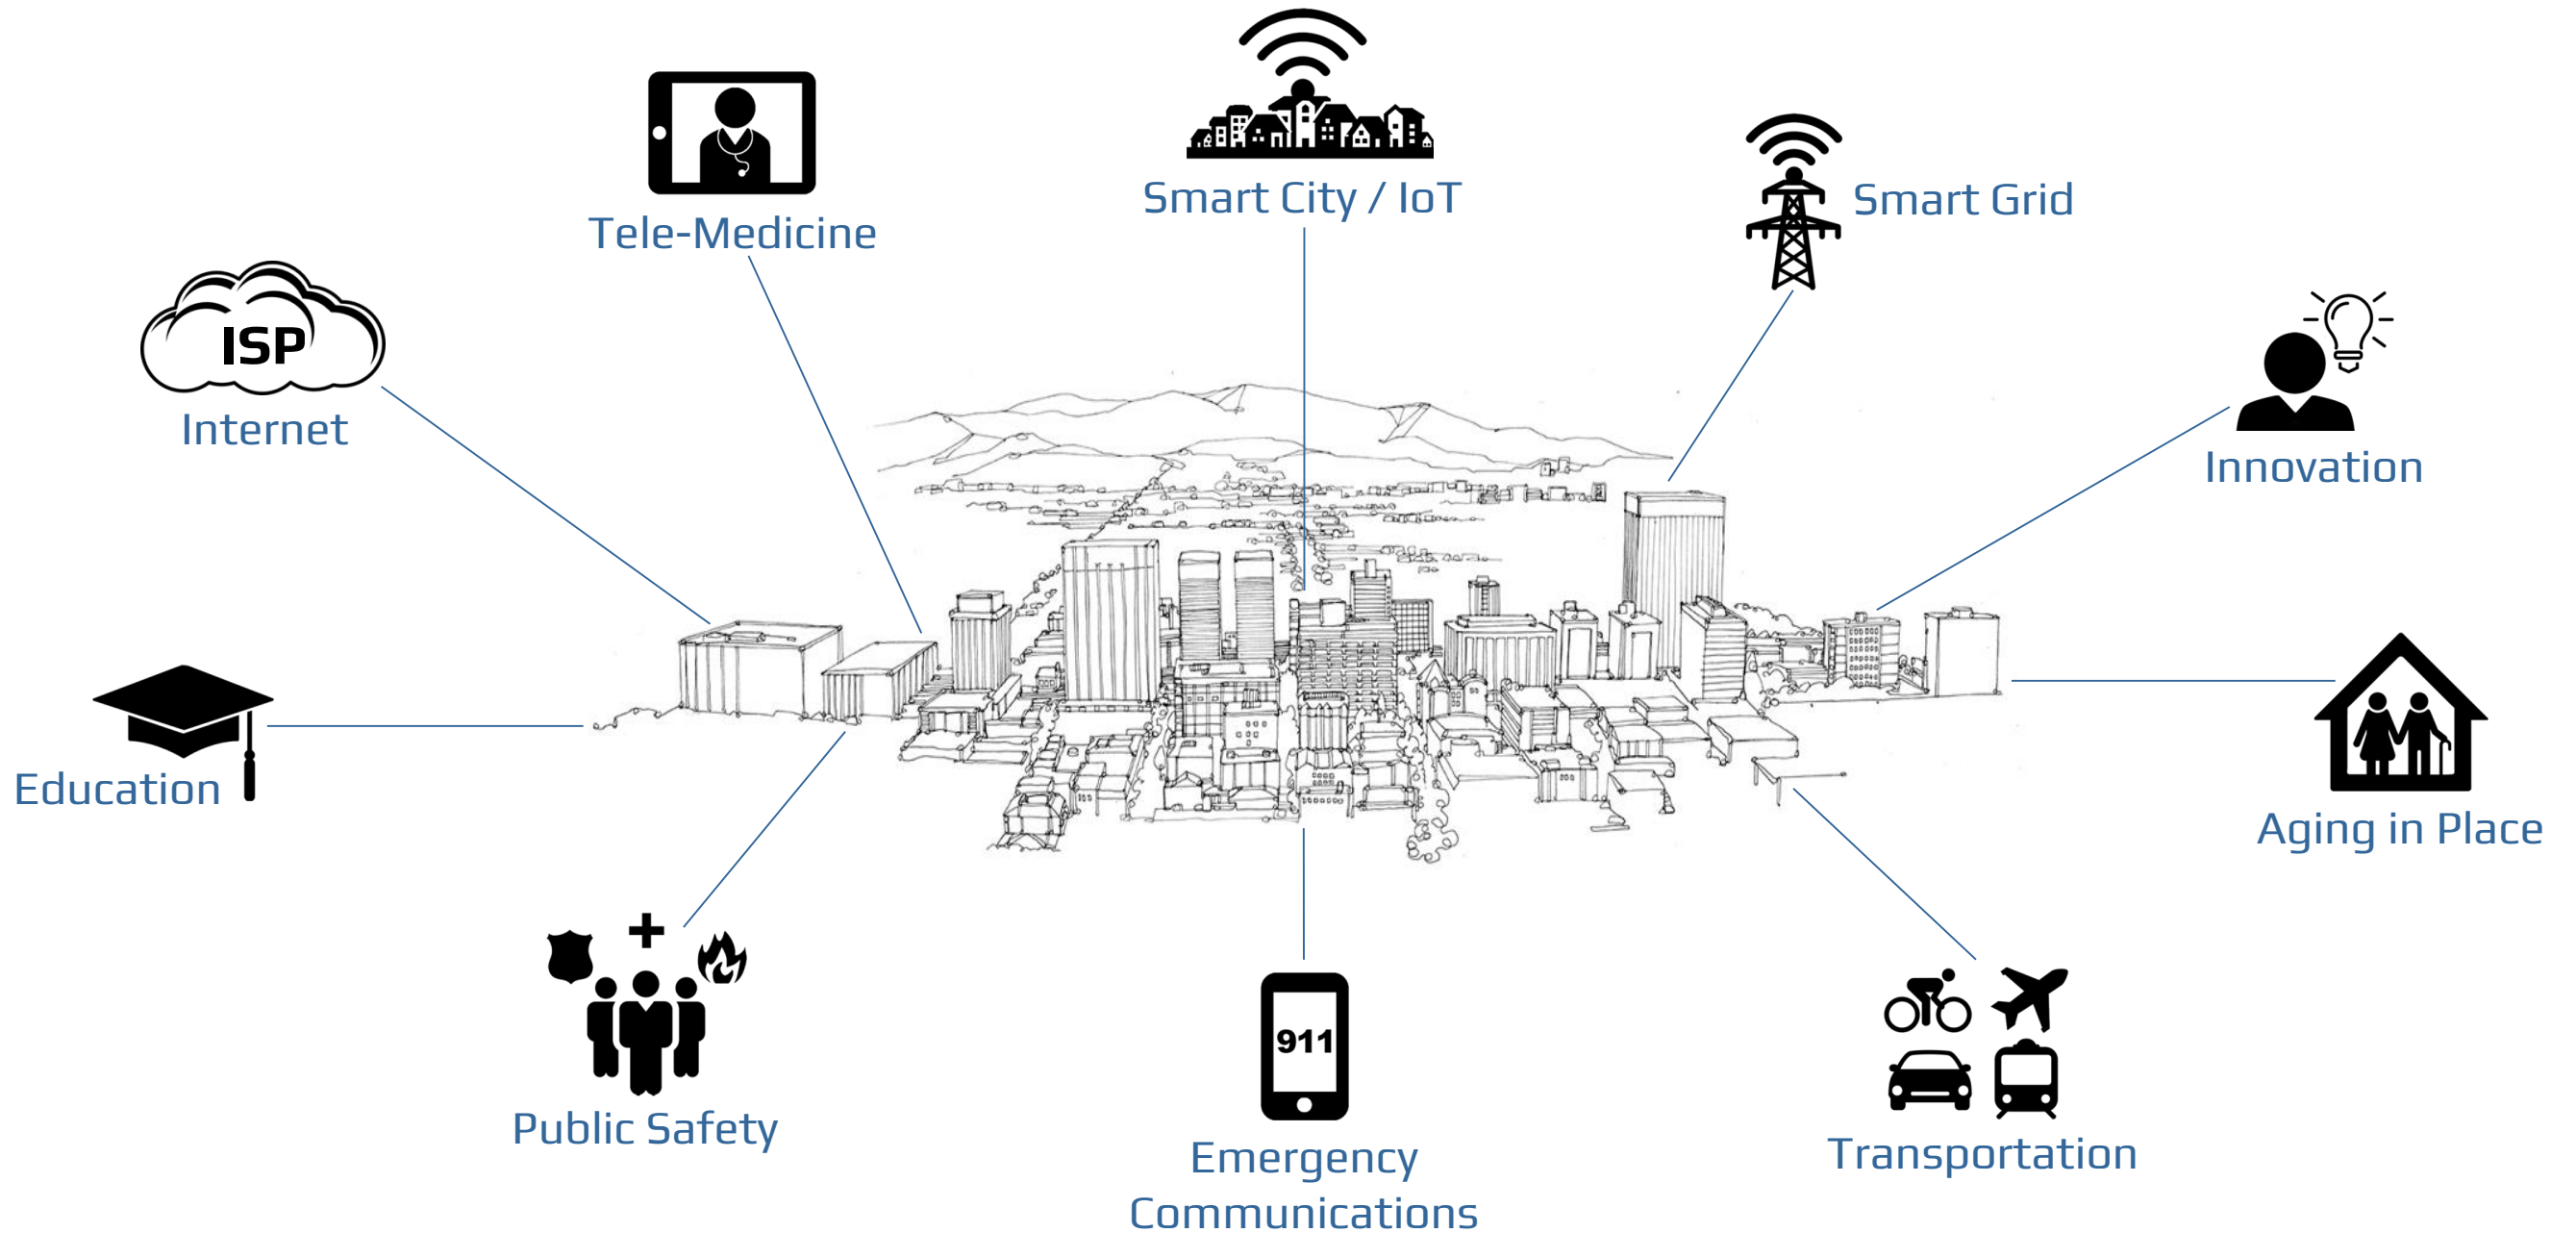 Smart City / IoT
Tele-Medicine
Smart Grid
ISP
Internet
Innovation
Education
Aging in Place
911
Public Safety
Emergency
Communications
Transportation